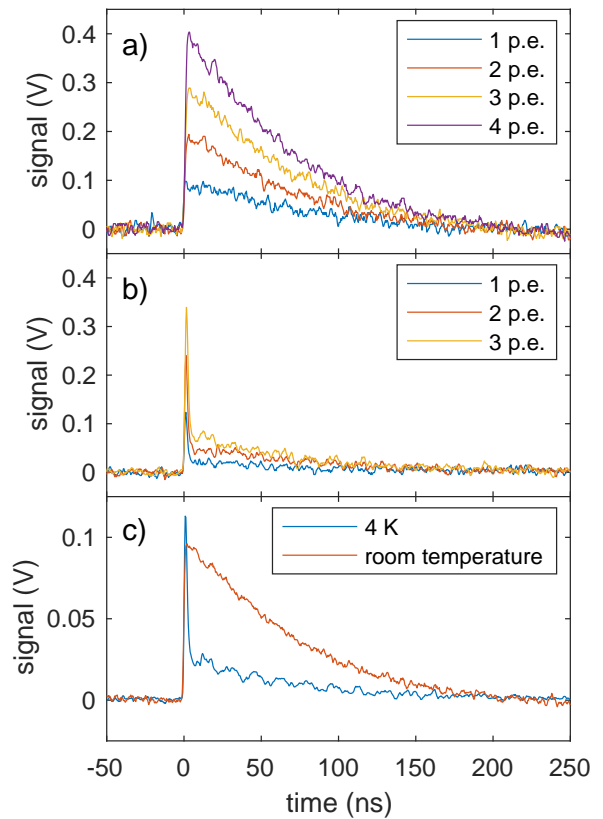 a)
1 p.e.
2 p.e.
3 p.e.
4 p.e.
signal (V)
0.4
0.3
0.2
0.1
0
b)
1 p.e.
2 p.e.
3 p.e.
signal (V)
0.4
0.3
0.2
0.1
0
c)
4 K
room temperature
signal (V)
0.1
0.05
0
-50 0 50 100 150 200 250
time (ns)